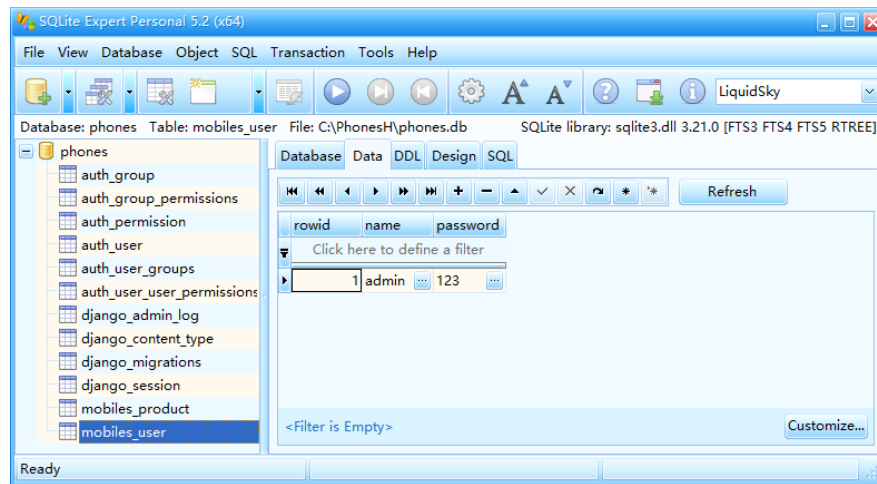 SQLite Expert Personal 5.2 (x64)
File View Database Object SQL Transaction Tools Help
LiquidSky
Database: phones Table: mobiles_user File: C:\PhonesH\phones.db SQLite library: sqlite3.dll 3.21.0 [FTS3 FTS4 FTS5 RTREE]
phones
auth_group
auth_group_permissions
auth_permission
auth_user
auth_user_groups
auth_user_user_permissions
django_admin_log
django_content_type
django_migrations
django_session
mobiles_product
mobiles_user
Database Data DDL Design SQL
Refresh
rowid name password
Click here to define a filter
1 admin 123
<Filter is Empty>
Customize...
Ready